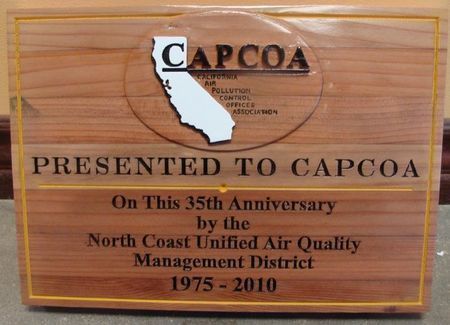 CAPCOA
CALIFORNIA
AIR
POLLUTION
CONTROL
OFFICES
ASSOCIATION
PRESENTED TO CAPCOA
On This 35th Anniversary
by the
North Coast Unified Air Quality
Management District
1975 - 2010